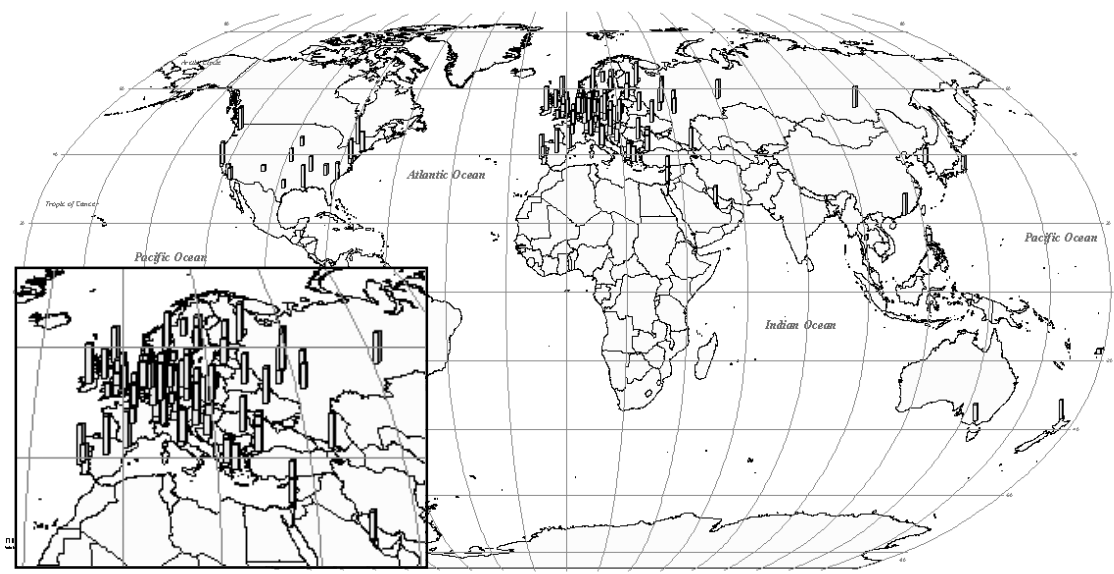 Arctic Circle
Atlantic Ocean
Tropic of Cancer
Pacific Ocean
Pacific Ocean
Indian Ocean